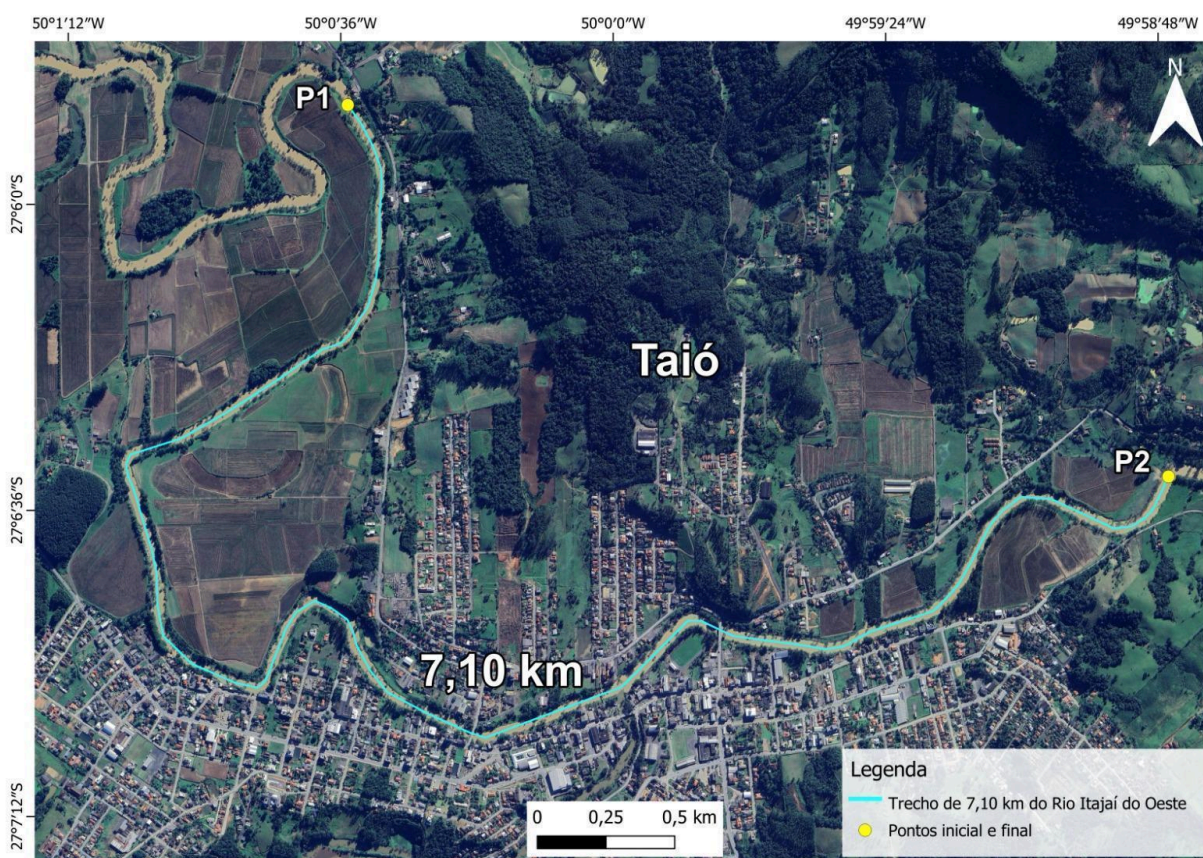 50°1′12″W 50°0′36″W 50°0′00″W 49°59′24″W 49°58′48″W
N
P1
27°6′0″S
Taió
P2
27°6′36″S
7,10 km
27°7′12″S
0 0,25 0,5 km
Legenda
Trecho de 7,10 km do Rio Itajaí do Oeste
Pontos inicial e final